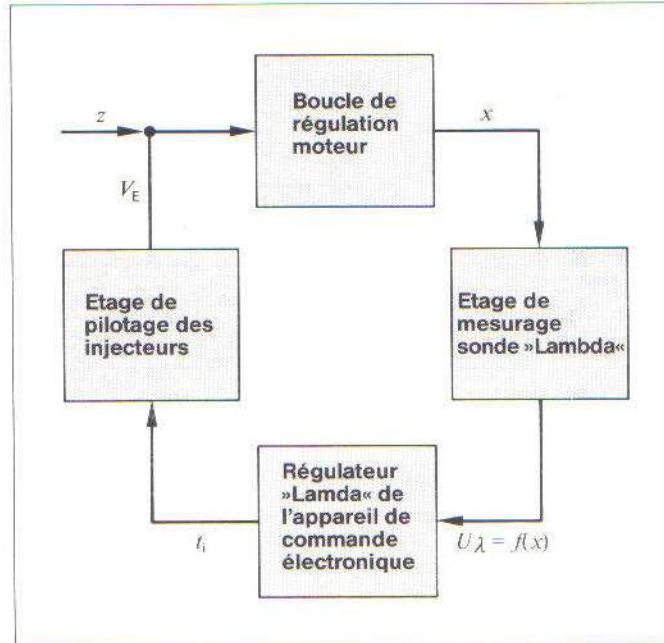 Boucle de
régulation
moteur
z
x
V_E
Etage de
pilotage des
injecteurs
Etage de
mesurage
sonde »Lambda«
Régulateur
»Lamda« de
l'appareil de
commande
électronique
t_i
Uλ = f(x)